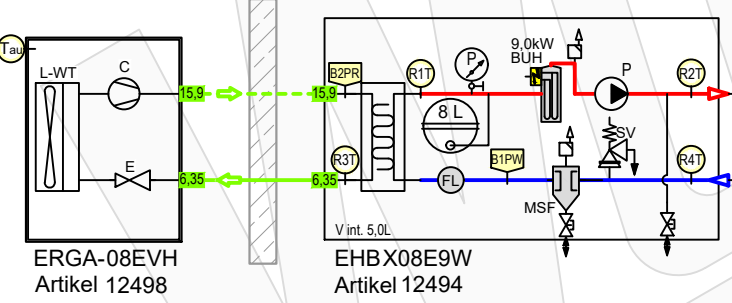 Tau
L-WT
C
E
15,9
6,35
15,9
6,35
B2PR
R1T
R3T
P
8 L
9,0kW
BUH
P
R2T
SV
R4T
B1PW
FL
MSF
V int. 5,0L
ERGA-08EVH
Artikel 12498
EHBX08E9W
Artikel 12494